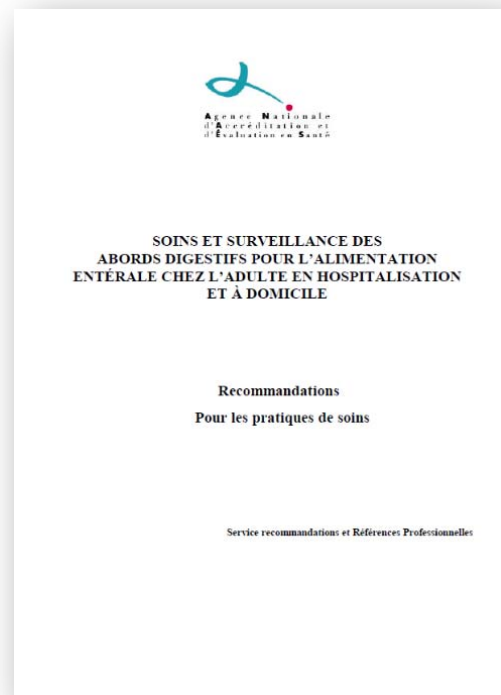 Agence Nationale
d'Accréditation et
d'Évaluation en Santé
SOINS ET SURVEILLANCE DES
ABORDS DIGESTIFS POUR L'ALIMENTATION
ENTÉRALE CHEZ L'ADULTE EN HOSPITALISATION
ET À DOMICILE
Recommandations
Pour les pratiques de soins
Service recommandations et Références Professionnelles